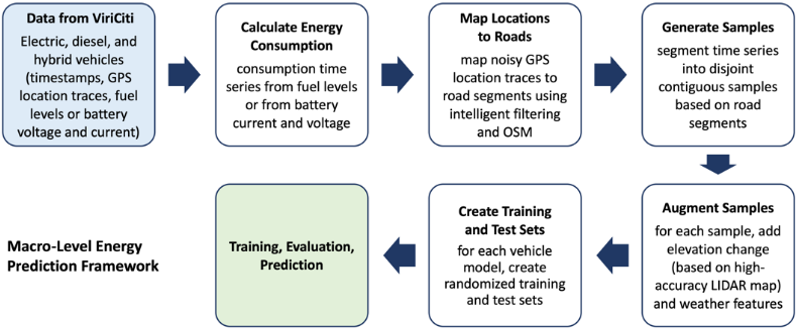 Data from ViriCiti
Electric, diesel, and
hybrid vehicles
(timestamps, GPS
location traces, fuel
levels or battery
voltage and current)
Calculate Energy
Consumption
consumption time
series from fuel levels
or from battery
current and voltage
Map Locations
to Roads
map noisy GPS
location traces to
road segments using
intelligent filtering
and OSM
Generate Samples
segment time series
into disjoint
contiguous samples
based on road
segments
Augment Samples
for each sample, add
elevation change
(based on high-
accuracy LIDAR map)
and weather features
Create Training
and Test Sets
for each vehicle
model, create
randomized training
and test sets
Training, Evaluation,
Prediction
Macro-Level Energy
Prediction Framework